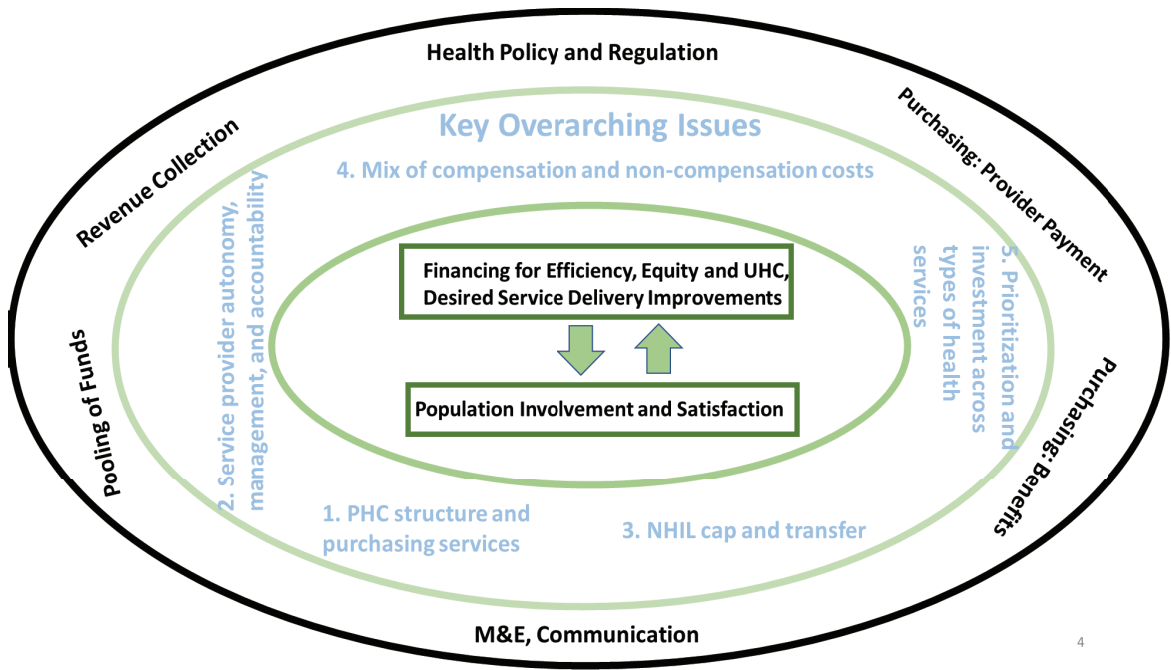 Health Policy and Regulation
Revenue Collection
Purchasing: Provider Payment
Key Overarching Issues
4. Mix of compensation and non-compensation costs
2. Service provider autonomy,
management, and accountability
5. Prioritization and
investment across
types of health
services
Financing for Efficiency, Equity and UHC,
Desired Service Delivery Improvements
Population Involvement and Satisfaction
Pooling of Funds
Purchasing: Benefits
1. PHC structure and
purchasing services
3. NHIL cap and transfer
M&E, Communication
4